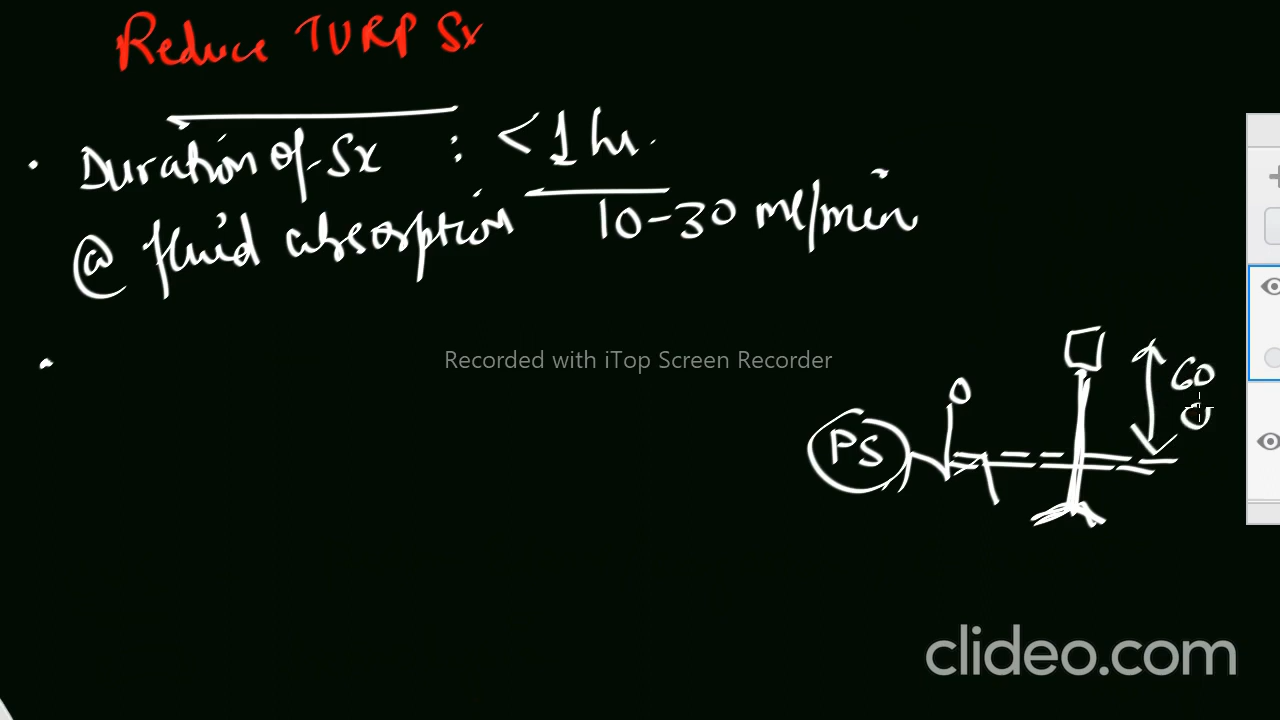 Reduce TURP Sx
. Duration of Sx : < 1 hr.
@ fluid absorption 10-30 ml/min
Recorded with iTop Screen Recorder
60
PS
clideo.com